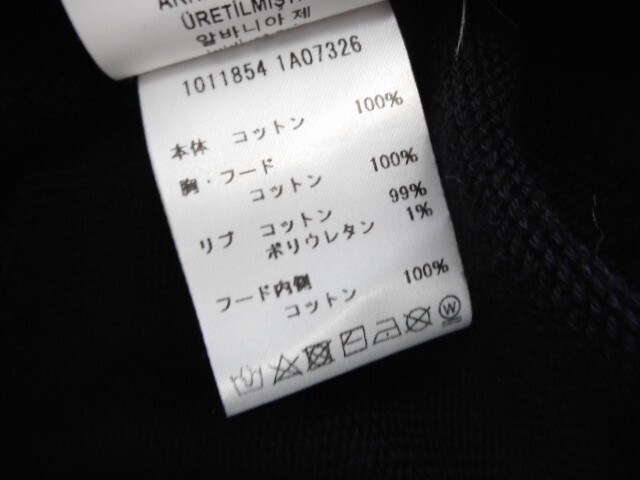 ÜRETİLMİŞT
알바니아 제
1011854 1A07326
本体 コットン 100%
胸・フード
コットン 100%
リブ コットン 99%
ポリウレタン 1%
フード内側
コットン 100%
W